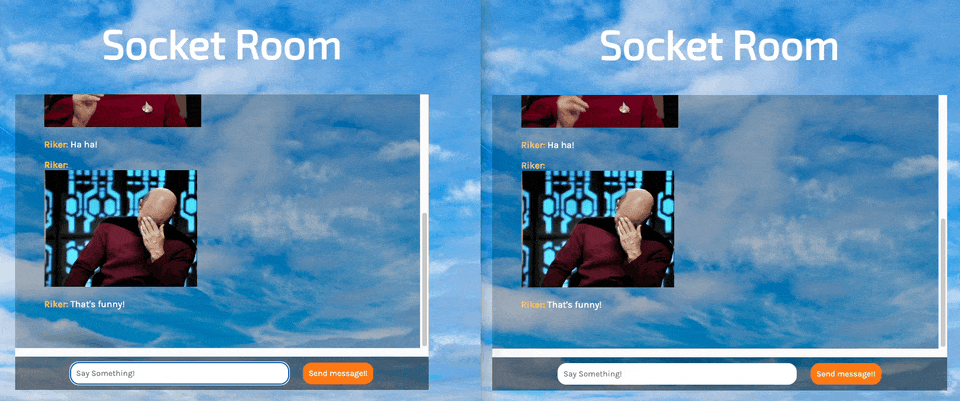 Socket Room
Riker: Ha ha!
Riker:
Riker: That's funny!
Say Something!
Send message!!
Socket Room
Riker: Ha ha!
Riker:
Riker: That's funny!
Say Something!
Send message!!